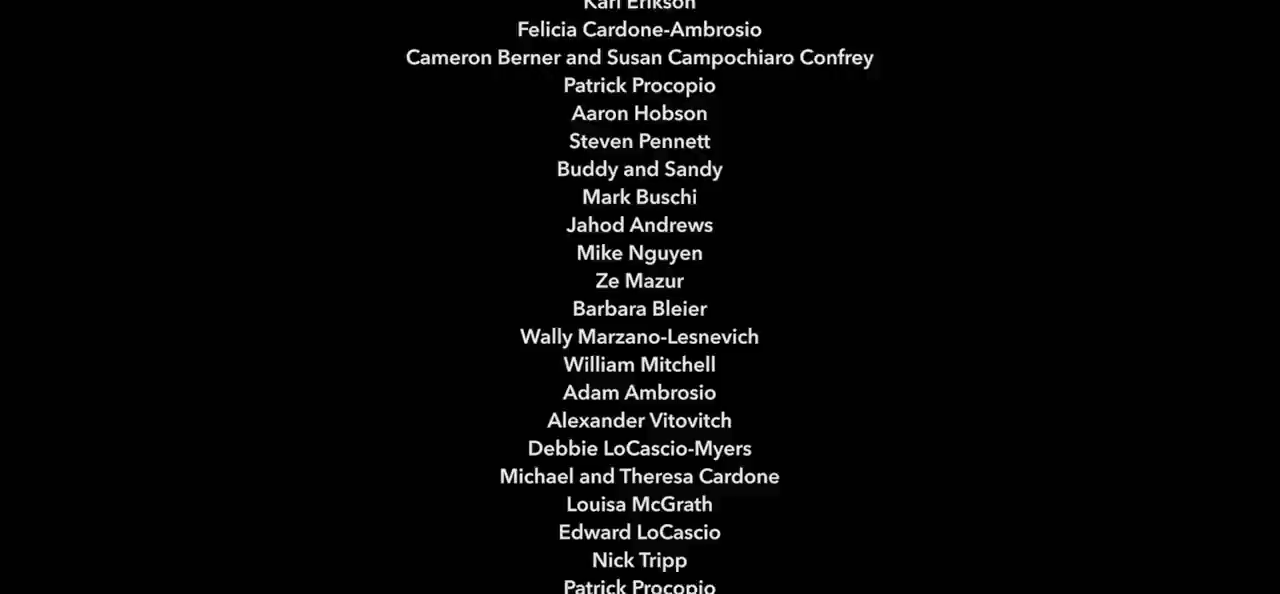 Karl Erikson
Felicia Cardone-Ambrosio
Cameron Berner and Susan Campochiaro Confrey
Patrick Procopio
Aaron Hobson
Steven Pennett
Buddy and Sandy
Mark Buschi
Jahod Andrews
Mike Nguyen
Ze Mazur
Barbara Bleier
Wally Marzano-Lesnevich
William Mitchell
Adam Ambrosio
Alexander Vitovitch
Debbie LoCascio-Myers
Michael and Theresa Cardone
Louisa McGrath
Edward LoCascio
Nick Tripp
Patrick Procopio